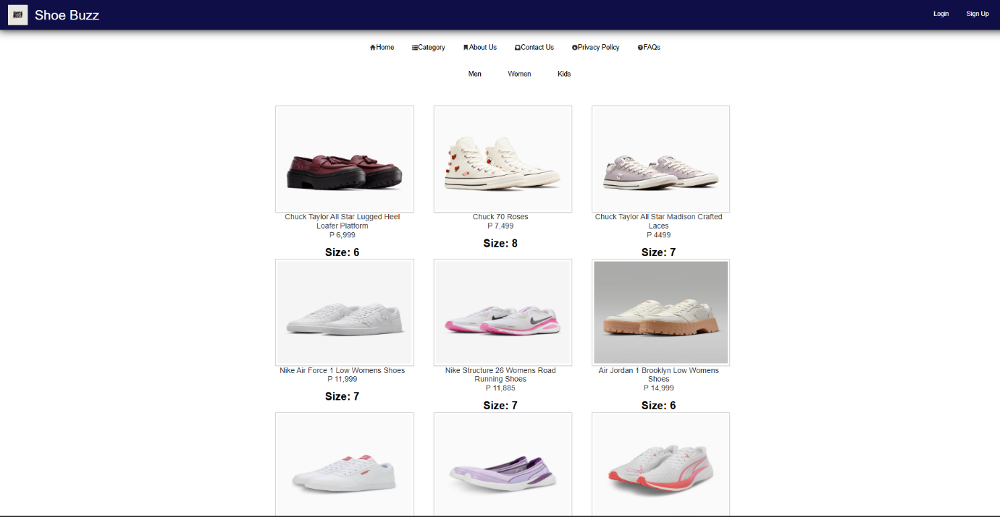 SHOE BUZZ
Shoe Buzz
Login
Sign Up
Home
Category
About Us
Contact Us
Privacy Policy
FAQs
Men
Women
Kids
Chuck Taylor All Star Lugged Heel
Loafer Platform
P 6,999
Size: 6
Chuck 70 Roses
P 7,499
Size: 8
Chuck Taylor All Star Madison Crafted
Laces
P 4499
Size: 7
Nike Air Force 1 Low Womens Shoes
P 11,999
Size: 7
Nike Structure 26 Womens Road
Running Shoes
P 11,885
Size: 7
Air Jordan 1 Brooklyn Low Womens
Shoes
P 14,999
Size: 6